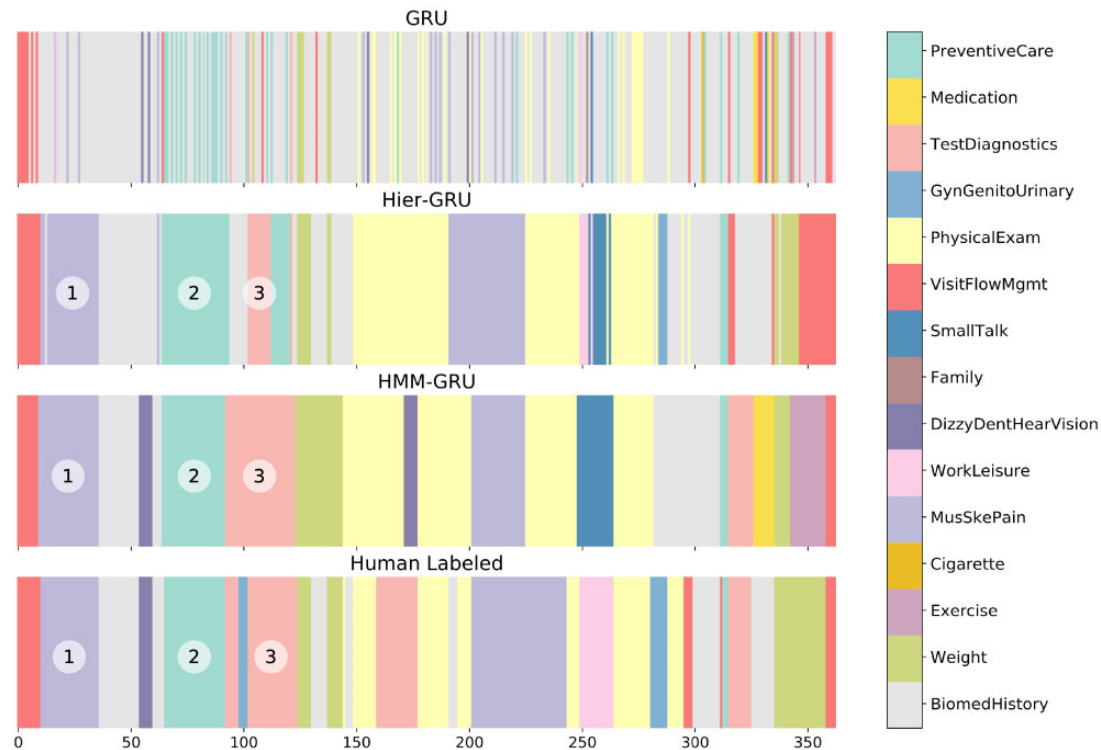 GRU
Hier-GRU
1 2 3
HMM-GRU
1 2 3
Human Labeled
1 2 3
0 50 100 150 200 250 300 350
PreventiveCare
Medication
TestDiagnostics
GynGenitoUrinary
PhysicalExam
VisitFlowMgmt
SmallTalk
Family
DizzyDentHearVision
WorkLeisure
MusSkePain
Cigarette
Exercise
Weight
BiomedHistory